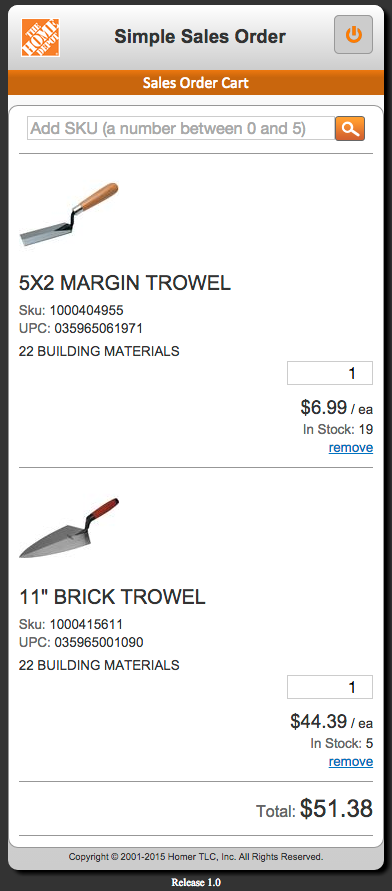 THE
HOME
DEPOT
Simple Sales Order
Sales Order Cart
Add SKU (a number between 0 and 5)
5X2 MARGIN TROWEL
Sku: 1000404955
UPC: 035965061971
22 BUILDING MATERIALS
1
$6.99 / ea
In Stock: 19
remove
11" BRICK TROWEL
Sku: 1000415611
UPC: 035965001090
22 BUILDING MATERIALS
1
$44.39 / ea
In Stock: 5
remove
Total: $51.38
Copyright © 2001-2015 Homer TLC, Inc. All Rights Reserved.
Release 1.0